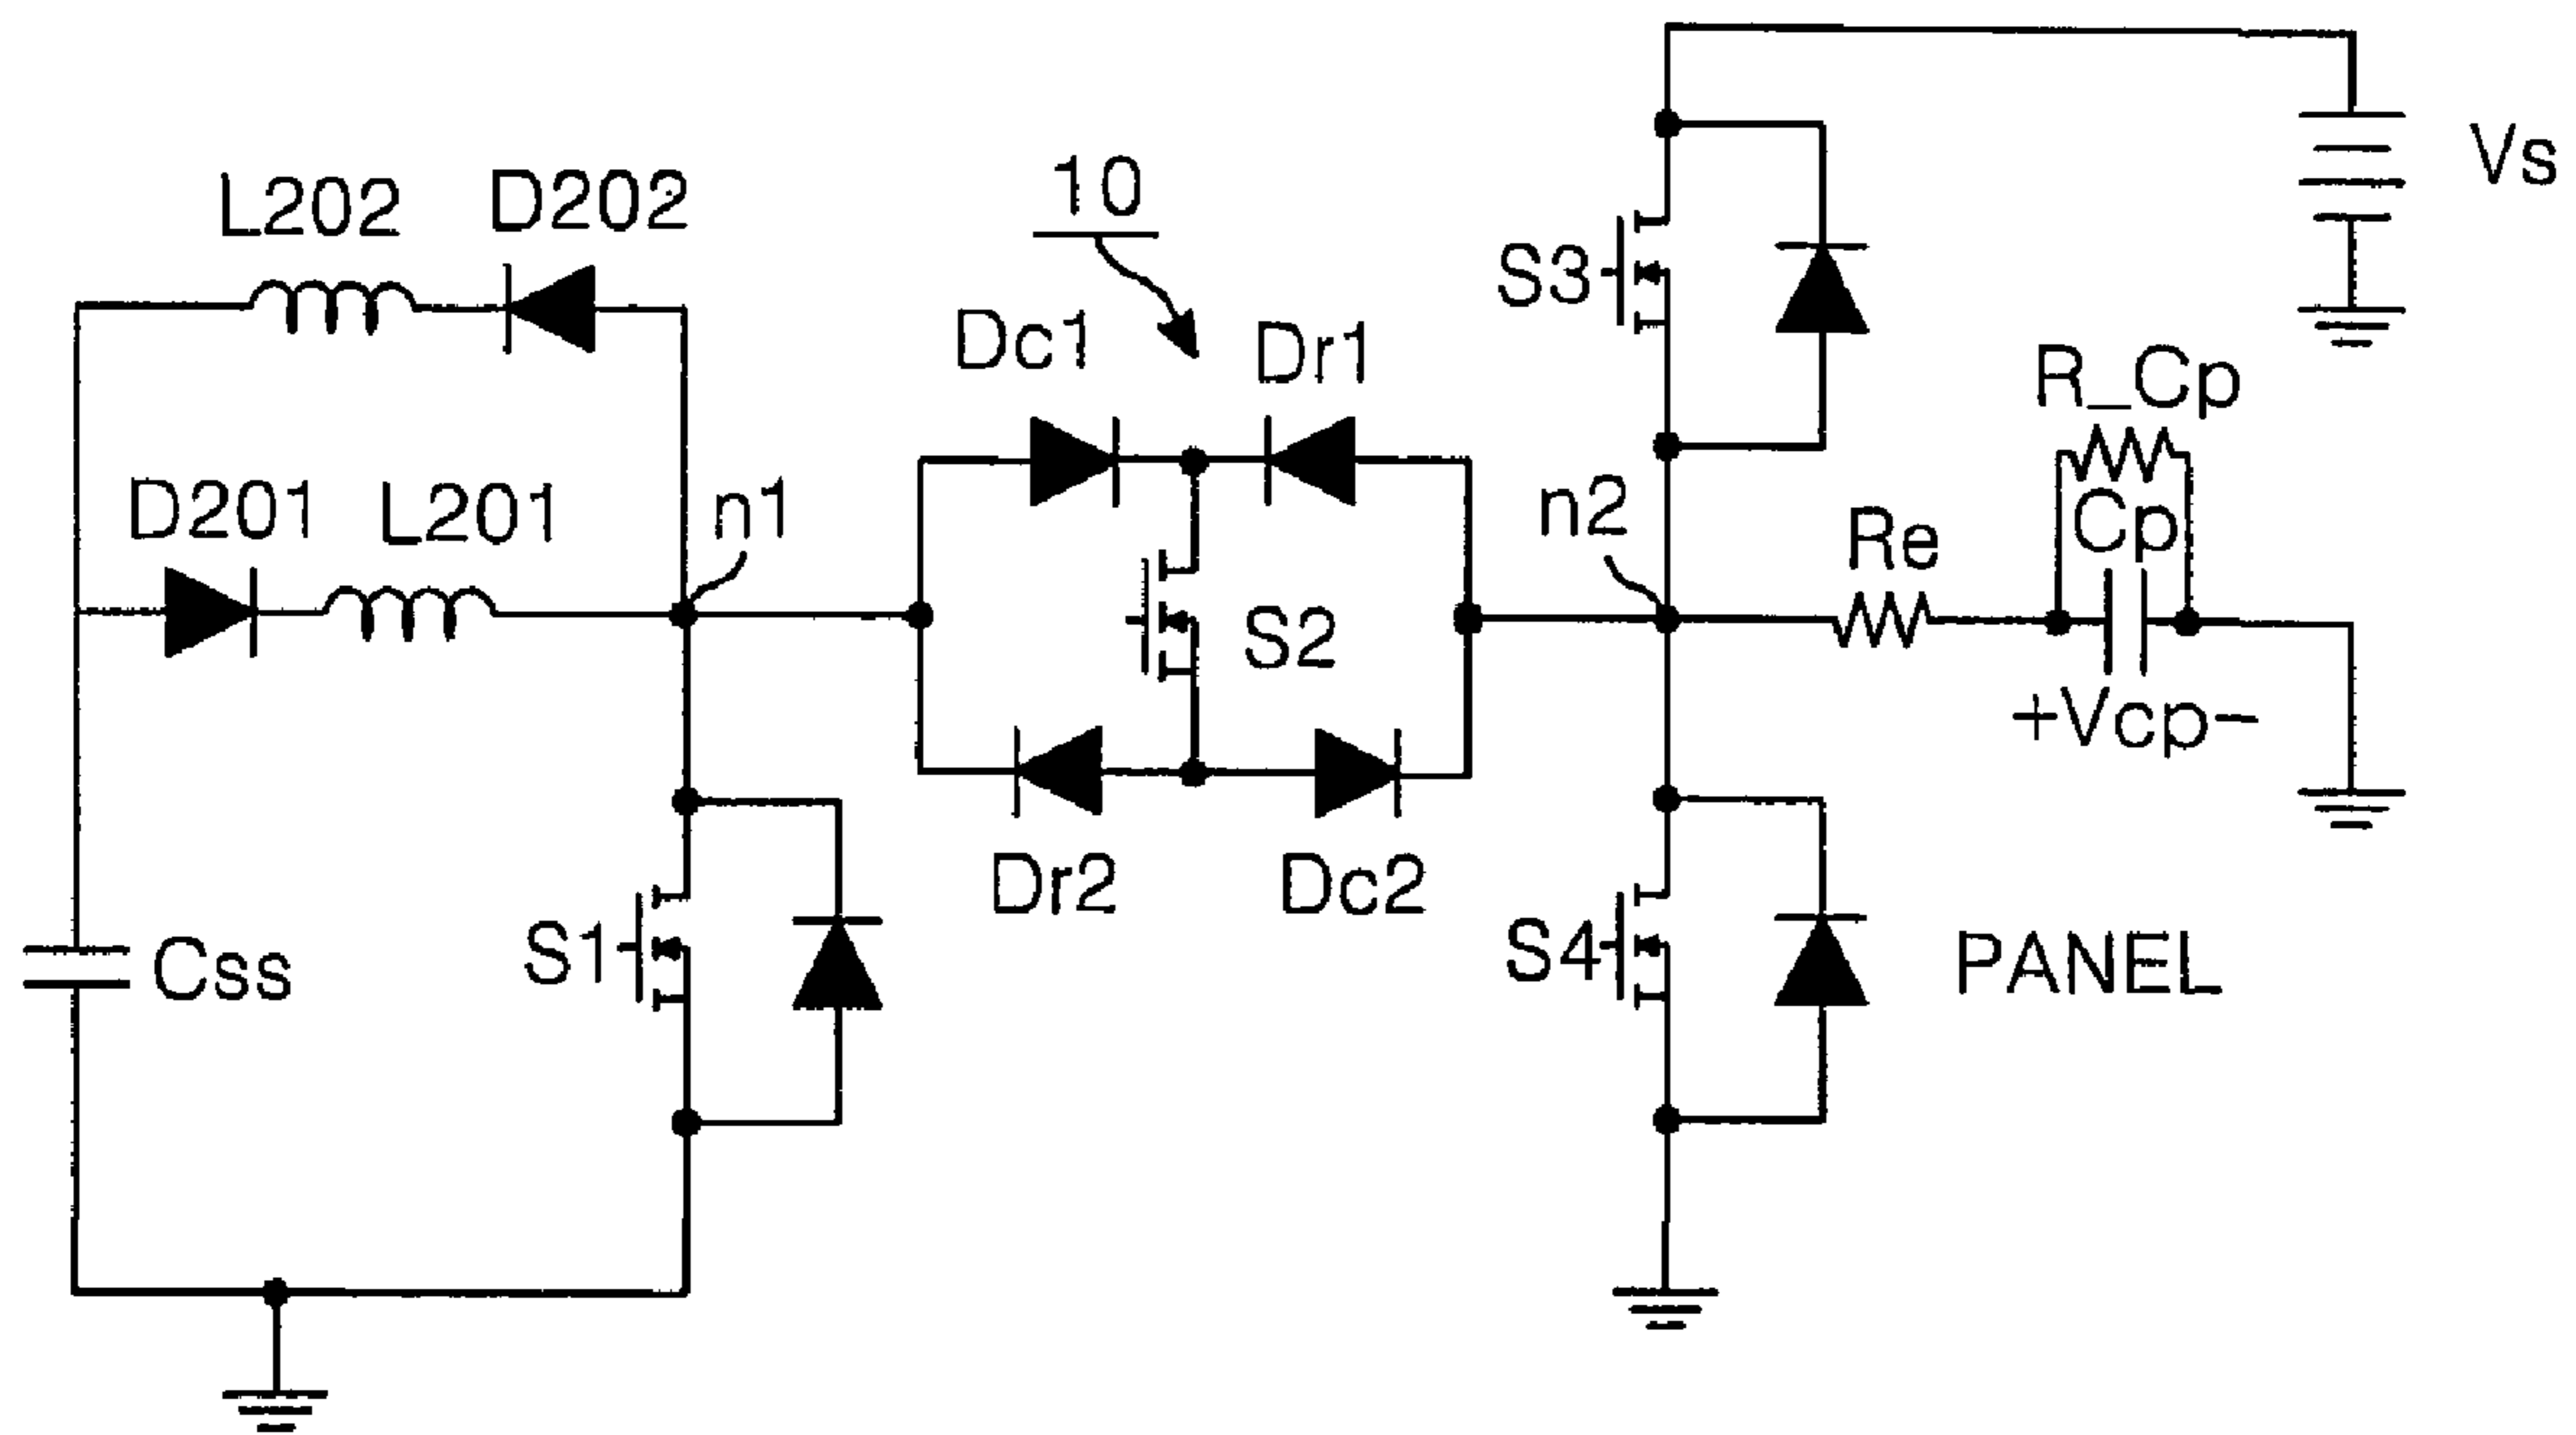 Vs
10
L202
D202
S3
Dc1
Dr1
R_Cp
D201
L201
n1
n2
Re
Cp
S2
+Vcp-
Dr2
Dc2
S1
S4
PANEL
Css